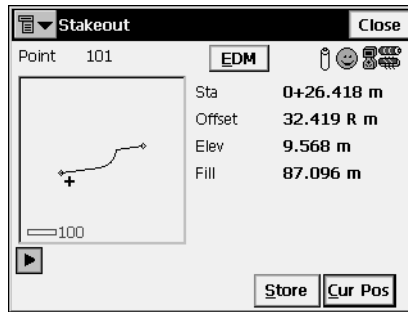 Stakeout Close
Point 101 EDM
Sta 0+26.418 m
Offset 32.419 R m
Elev 9.568 m
Fill 87.096 m
100
Store Cur Pos